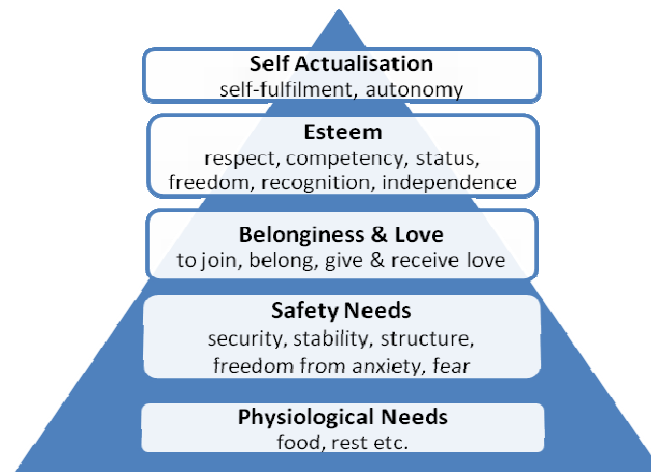 Self Actualisation
self-fulfilment, autonomy
Esteem
respect, competency, status,
freedom, recognition, independence
Belonginess & Love
to join, belong, give & receive love
Safety Needs
security, stability, structure,
freedom from anxiety, fear
Physiological Needs
food, rest etc.